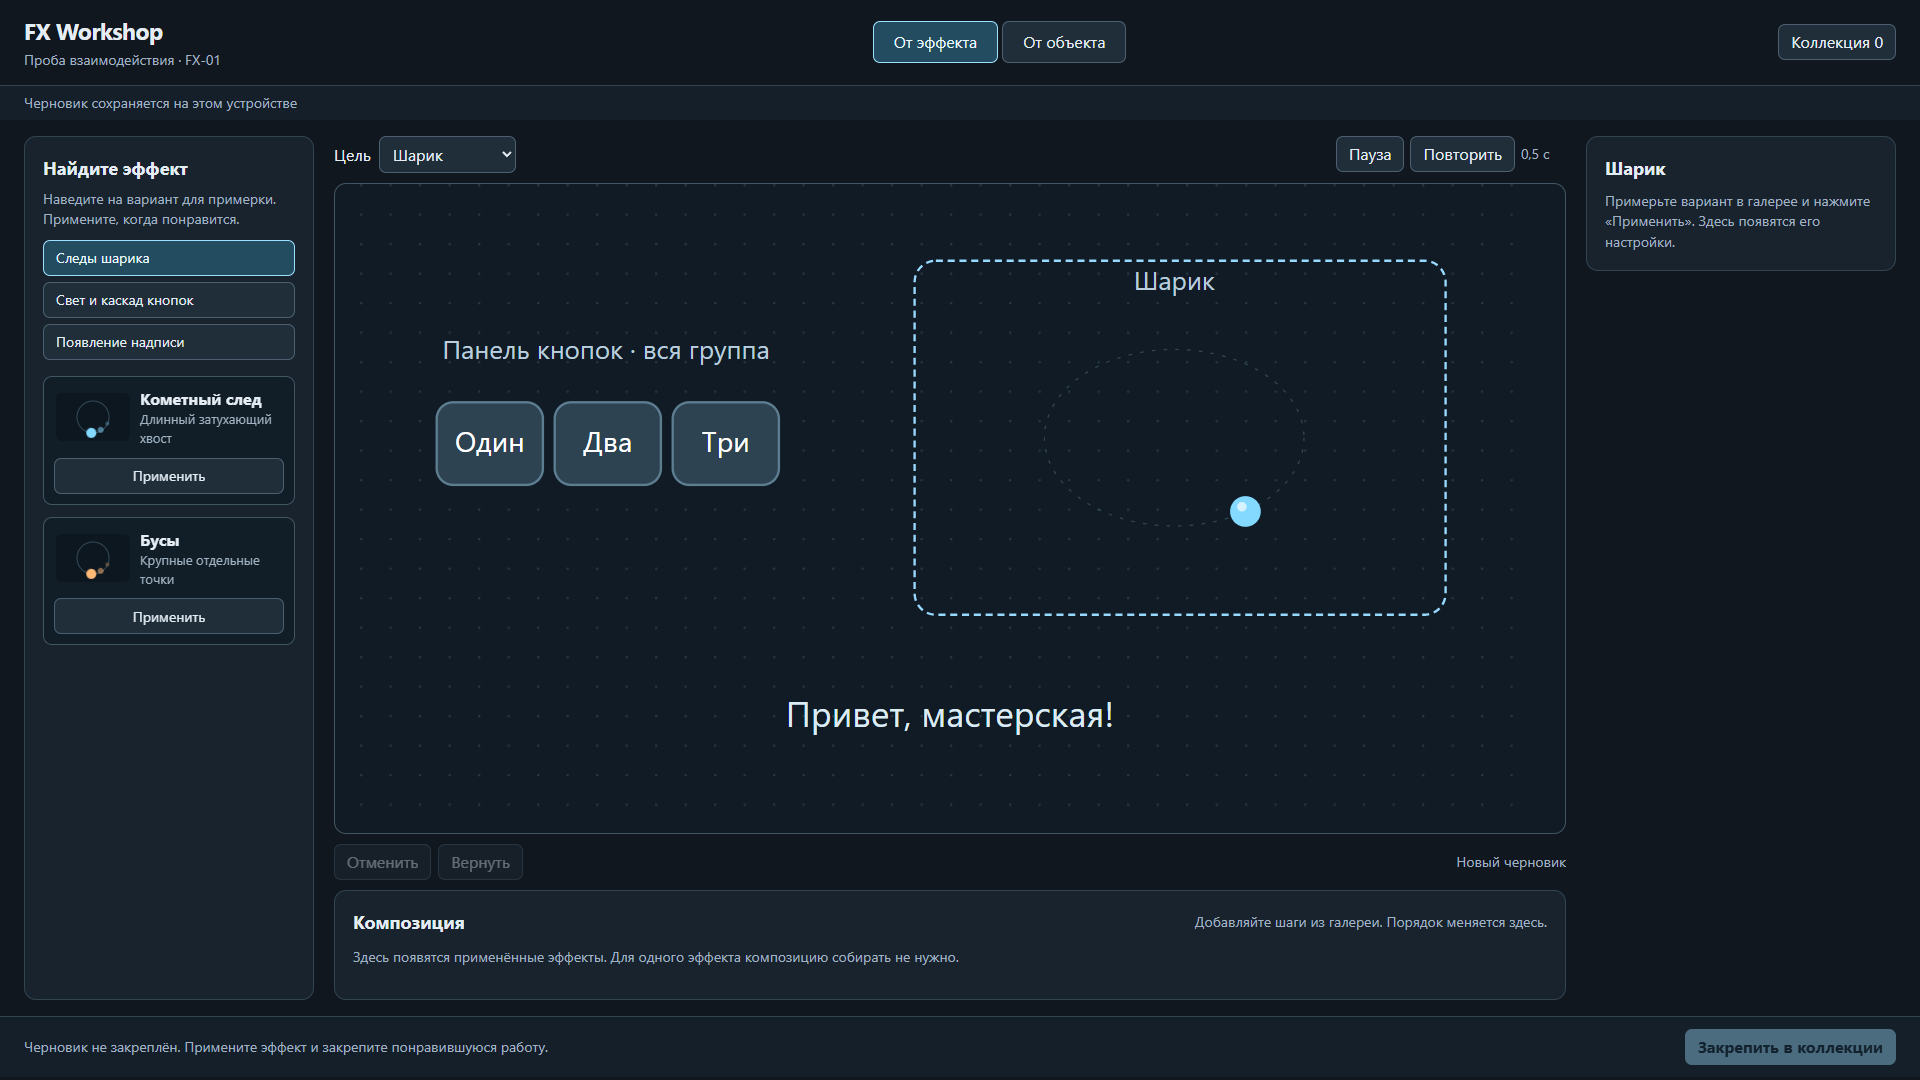 FX Workshop
Проба взаимодействия · FX-01
От эффекта
От объекта
Коллекция 0
Черновик сохраняется на этом устройстве
Найдите эффект
Наведите на вариант для примерки.
Примените, когда понравится.
Следы шарика
Свет и каскад кнопок
Появление надписи
Кометный след
Длинный затухающий
хвост
Применить
Бусы
Крупные отдельные
точки
Применить
Цель
Шарик
Пауза
Повторить
0,5 с
Шарик
Панель кнопок · вся группа
Один
Два
Три
Привет, мастерская!
Отменить
Вернуть
Новый черновик
Композиция
Добавляйте шаги из галереи. Порядок меняется здесь.
Здесь появятся применённые эффекты. Для одного эффекта композицию собирать не нужно.
Шарик
Примерьте вариант в галерее и нажмите
«Применить». Здесь появятся его
настройки.
Черновик не закреплён. Примените эффект и закрепите понравившуюся работу.
Закрепить в коллекции